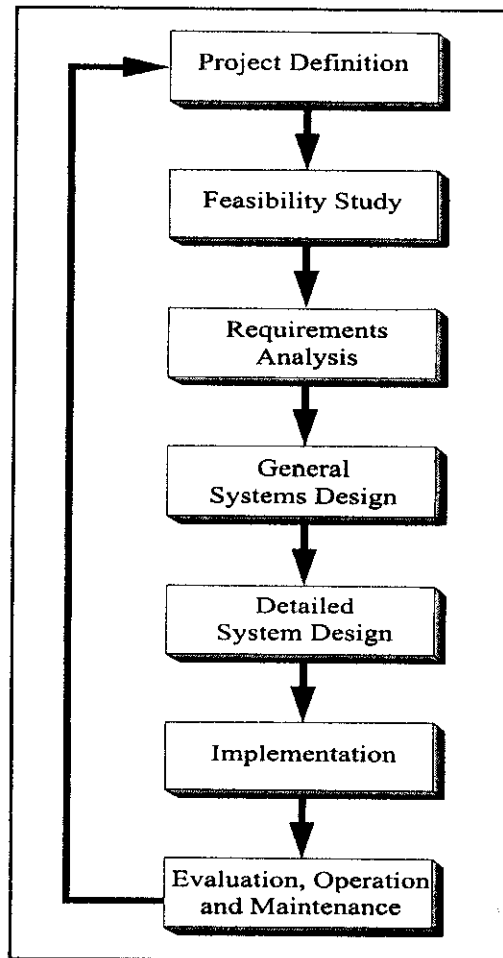 Project Definition
Feasibility Study
Requirements
Analysis
General
Systems Design
Detailed
System Design
Implementation
Evaluation, Operation
and Maintenance